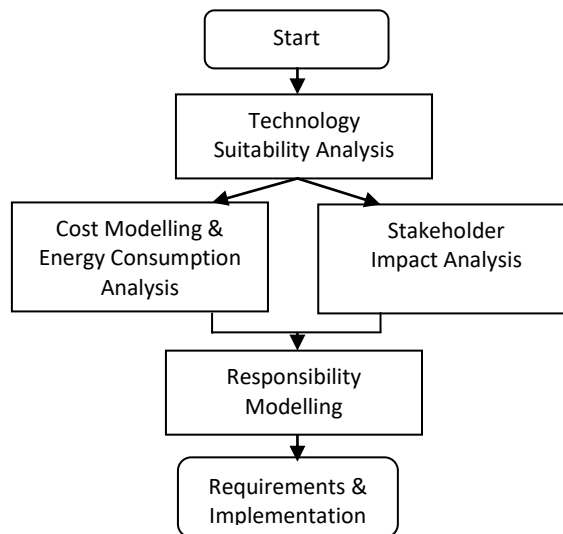 Start
Technology
Suitability Analysis
Cost Modelling &
Energy Consumption
Analysis
Stakeholder
Impact Analysis
Responsibility
Modelling
Requirements &
Implementation